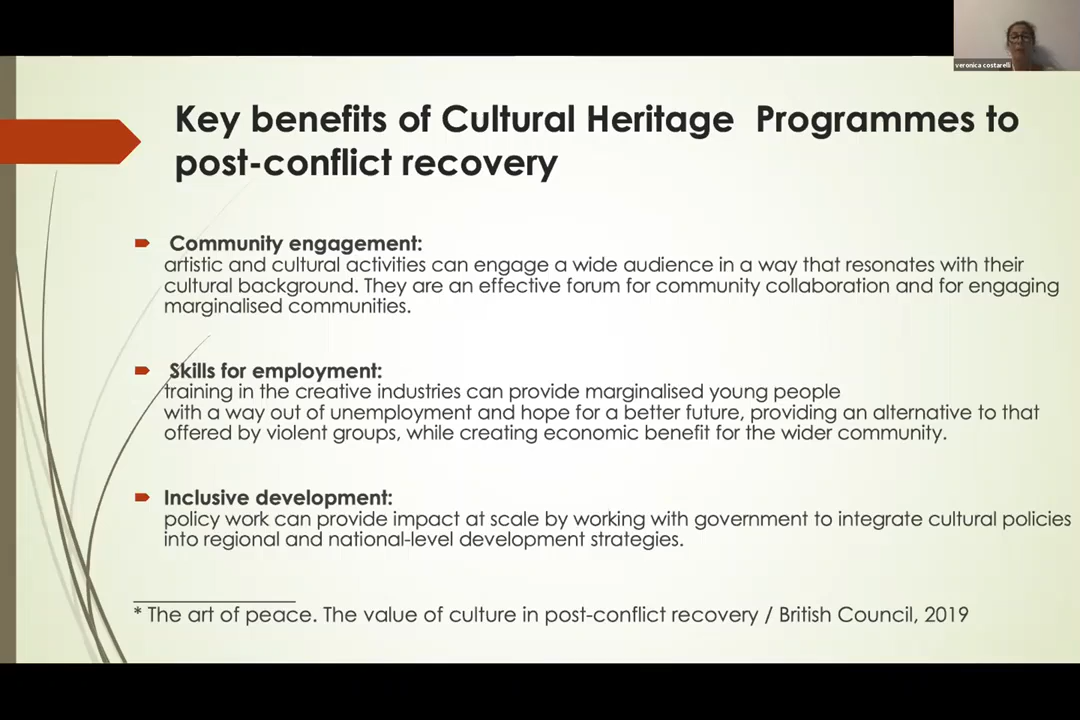 veronica costarelli
Key benefits of Cultural Heritage  Programmes to
post-conflict recovery
Community engagement:
artistic and cultural activities can engage a wide audience in a way that resonates with their
cultural background. They are an effective forum for community collaboration and for engaging
marginalised communities.
Skills for employment:
training in the creative industries can provide marginalised young people
with a way out of unemployment and hope for a better future, providing an alternative to that
offered by violent groups, while creating economic benefit for the wider community.
Inclusive development:
policy work can provide impact at scale by working with government to integrate cultural policies
into regional and national-level development strategies.
* The art of peace. The value of culture in post-conflict recovery / British Council, 2019